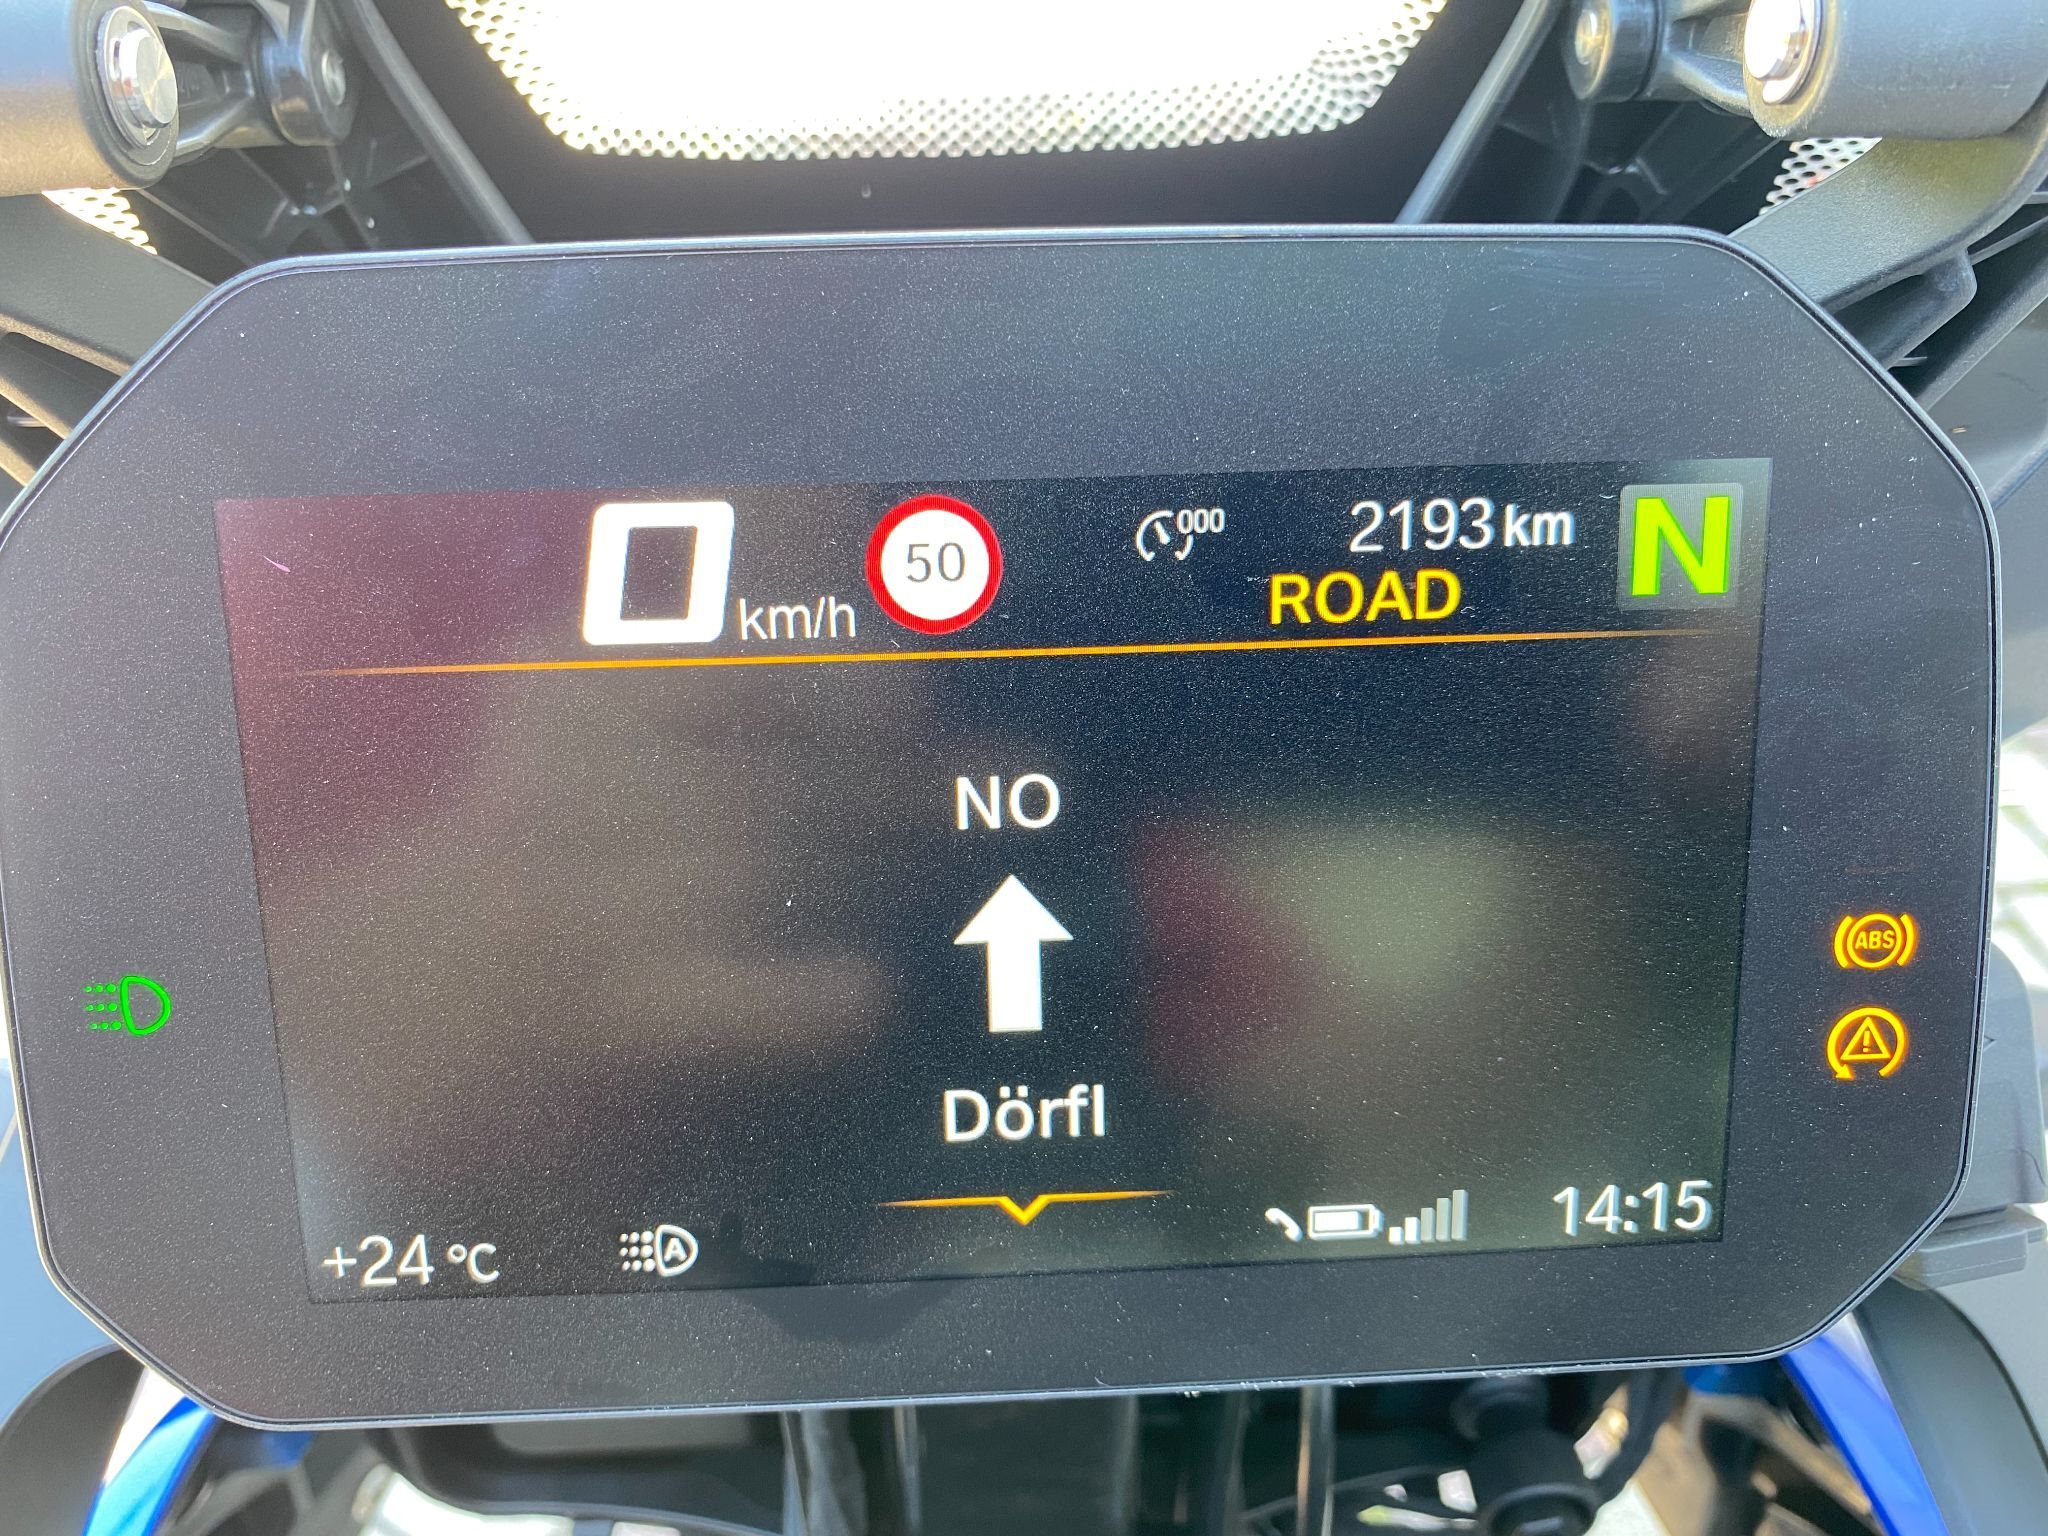 0 km/h
50
000
2193 km
ROAD
N
NO
ABS
Dörfl
+24 °C
A
14:15